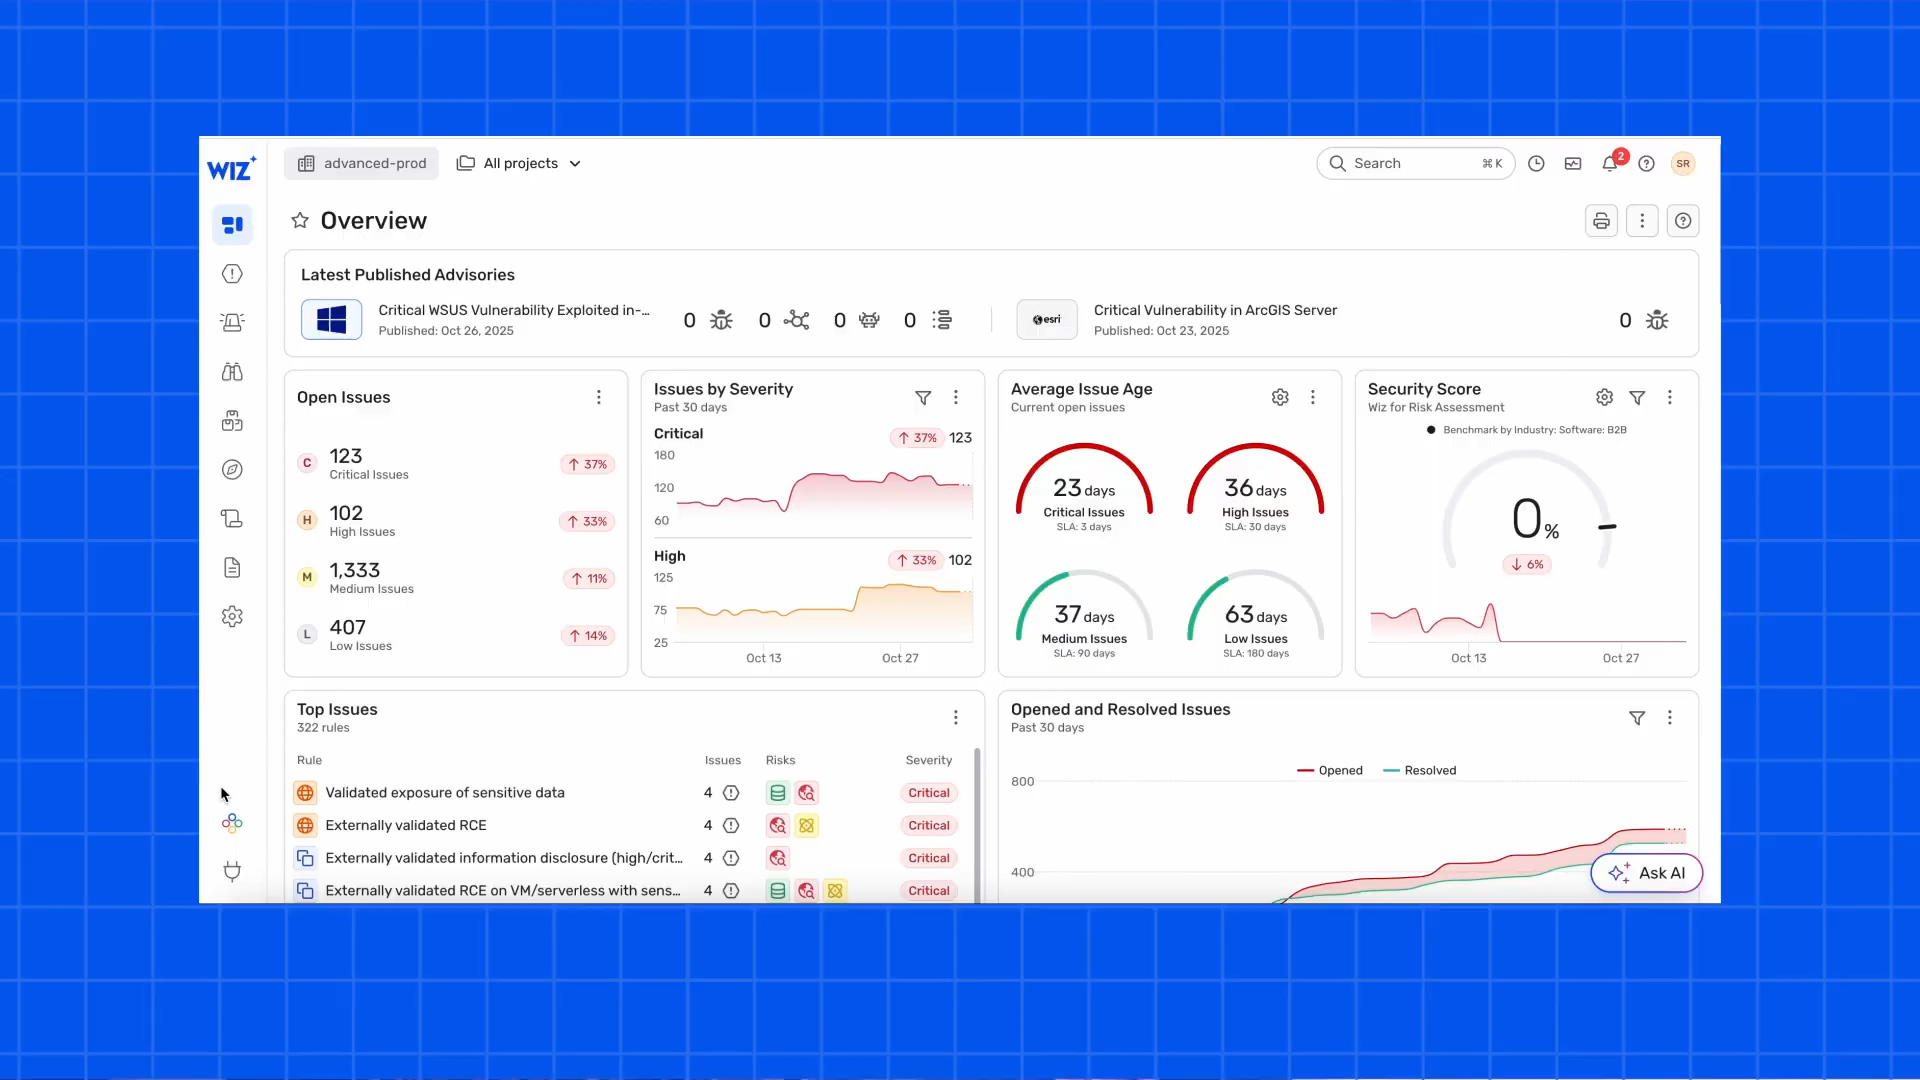 WIZ
advanced-prod
All projects
Search
⌘ K
2
SR
Overview
Latest Published Advisories
Critical WSUS Vulnerability Exploited in-...
Published: Oct 26, 2025
0
0
0
0
esri
Critical Vulnerability in ArcGIS Server
Published: Oct 23, 2025
0
Open Issues
C
123
Critical Issues
↑ 37%
H
102
High Issues
↑ 33%
M
1,333
Medium Issues
↑ 11%
L
407
Low Issues
↑ 14%
Issues by Severity
Past 30 days
Critical
↑ 37% 123
180
120
60
High
↑ 33% 102
125
75
25
Oct 13
Oct 27
Average Issue Age
Current open issues
23 days
Critical Issues
SLA: 3 days
36 days
High Issues
SLA: 30 days
37 days
Medium Issues
SLA: 90 days
63 days
Low Issues
SLA: 180 days
Security Score
Wiz for Risk Assessment
Benchmark by Industry: Software: B2B
0%
↓ 6%
Oct 13
Oct 27
Top Issues
322 rules
Rule Issues Risks Severity
Validated exposure of sensitive data 4 Critical
Externally validated RCE 4 Critical
Externally validated information disclosure (high/crit... 4 Critical
Externally validated RCE on VM/serverless with sens... 4 Critical
Opened and Resolved Issues
Past 30 days
Opened
Resolved
800
400
Ask AI